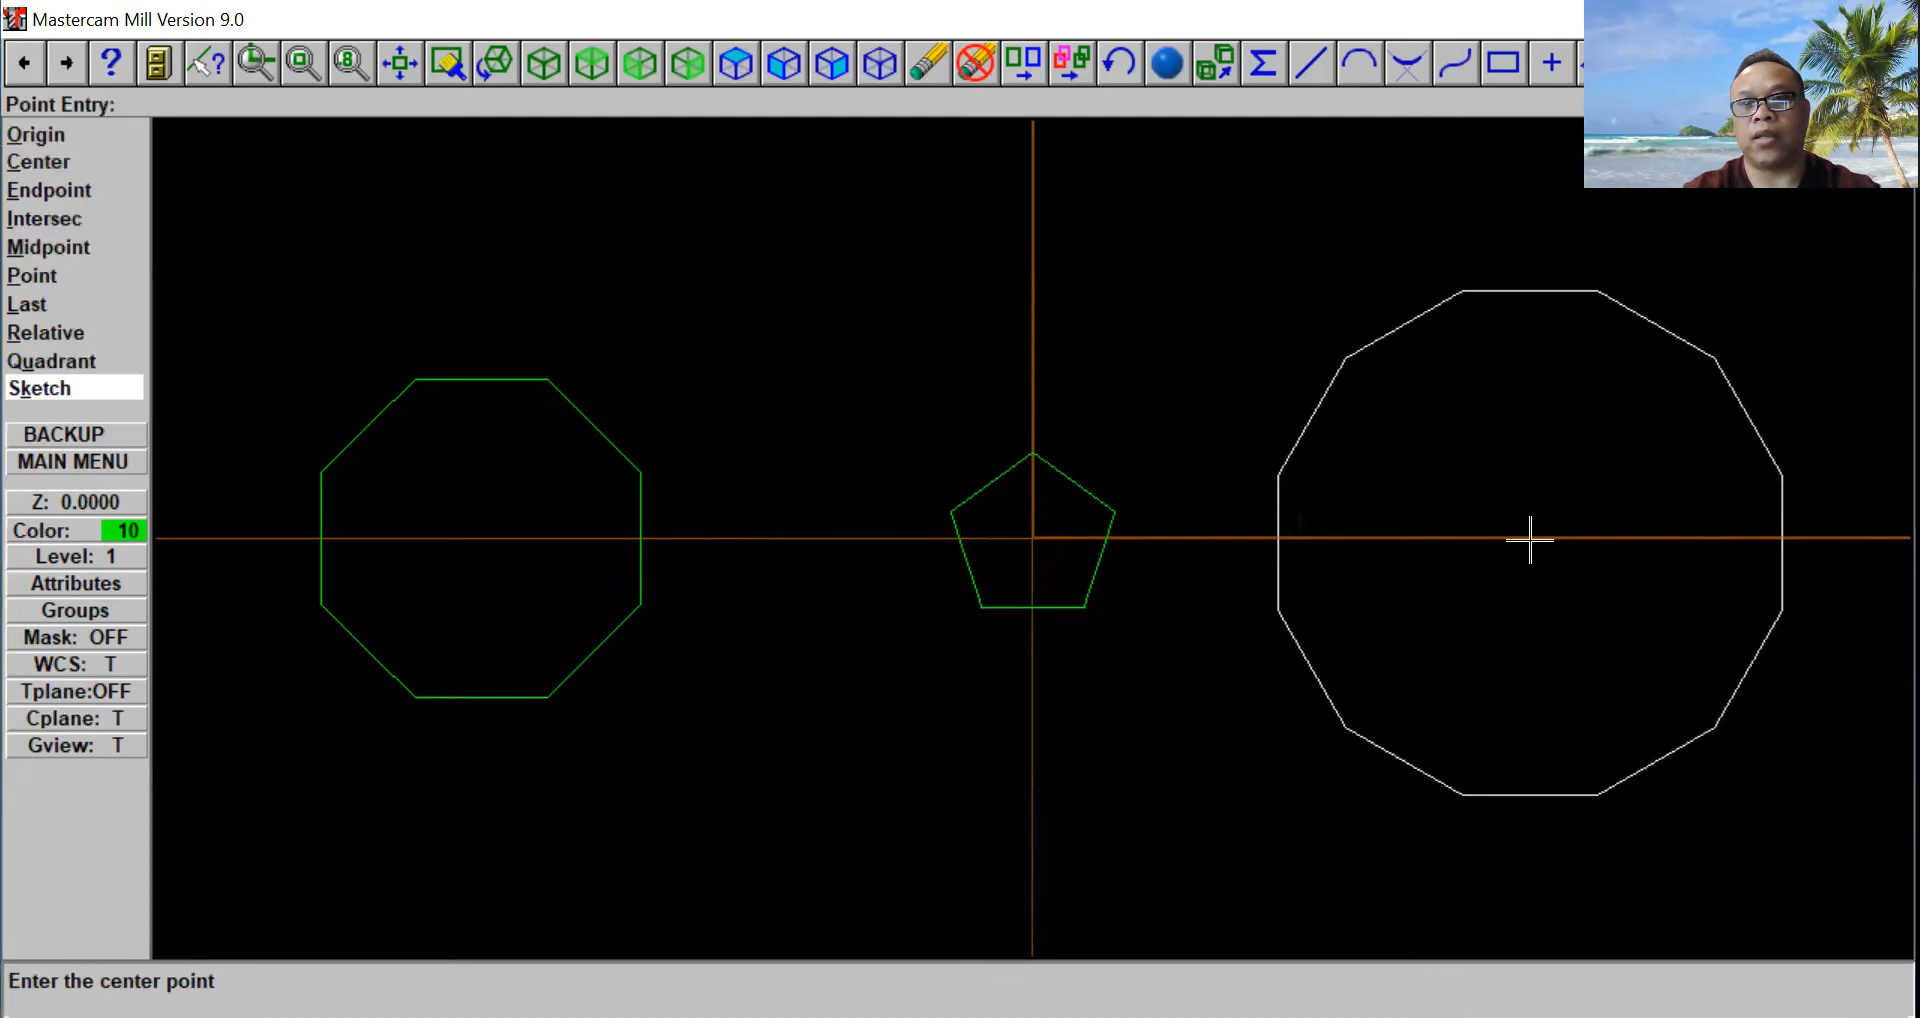 Mastercam Mill Version 9.0
Point Entry:
Origin
Center
Endpoint
Intersec
Midpoint
Point
Last
Relative
Quadrant
Sketch
BACKUP
MAIN MENU
Z: 0.0000
Color: 10
Level: 1
Attributes
Groups
Mask: OFF
WCS: T
Tplane:OFF
Cplane: T
Gview: T
Enter the center point